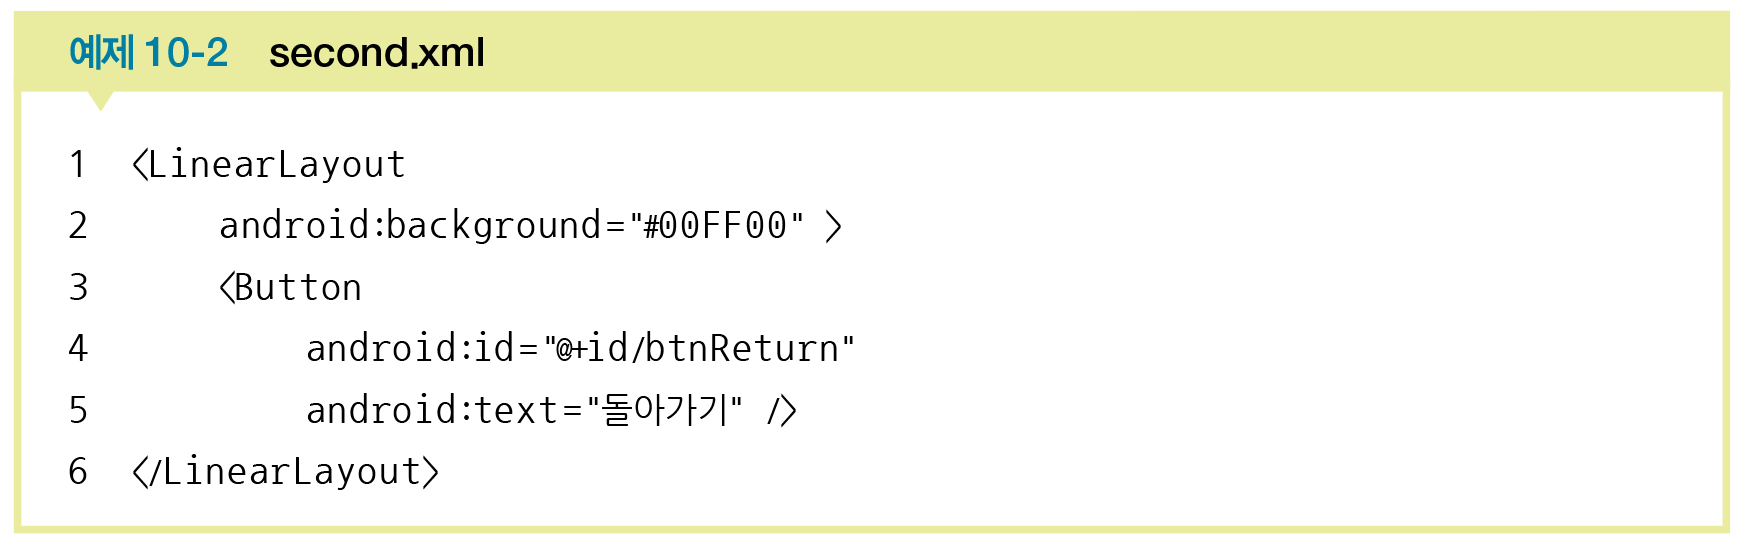 예제 10-2 second.xml
1 <LinearLayout
2 android:background="#00FF00" >
3 <Button
4 android:id="@+id/btnReturn"
5 android:text="돌아가기" />
6 </LinearLayout>